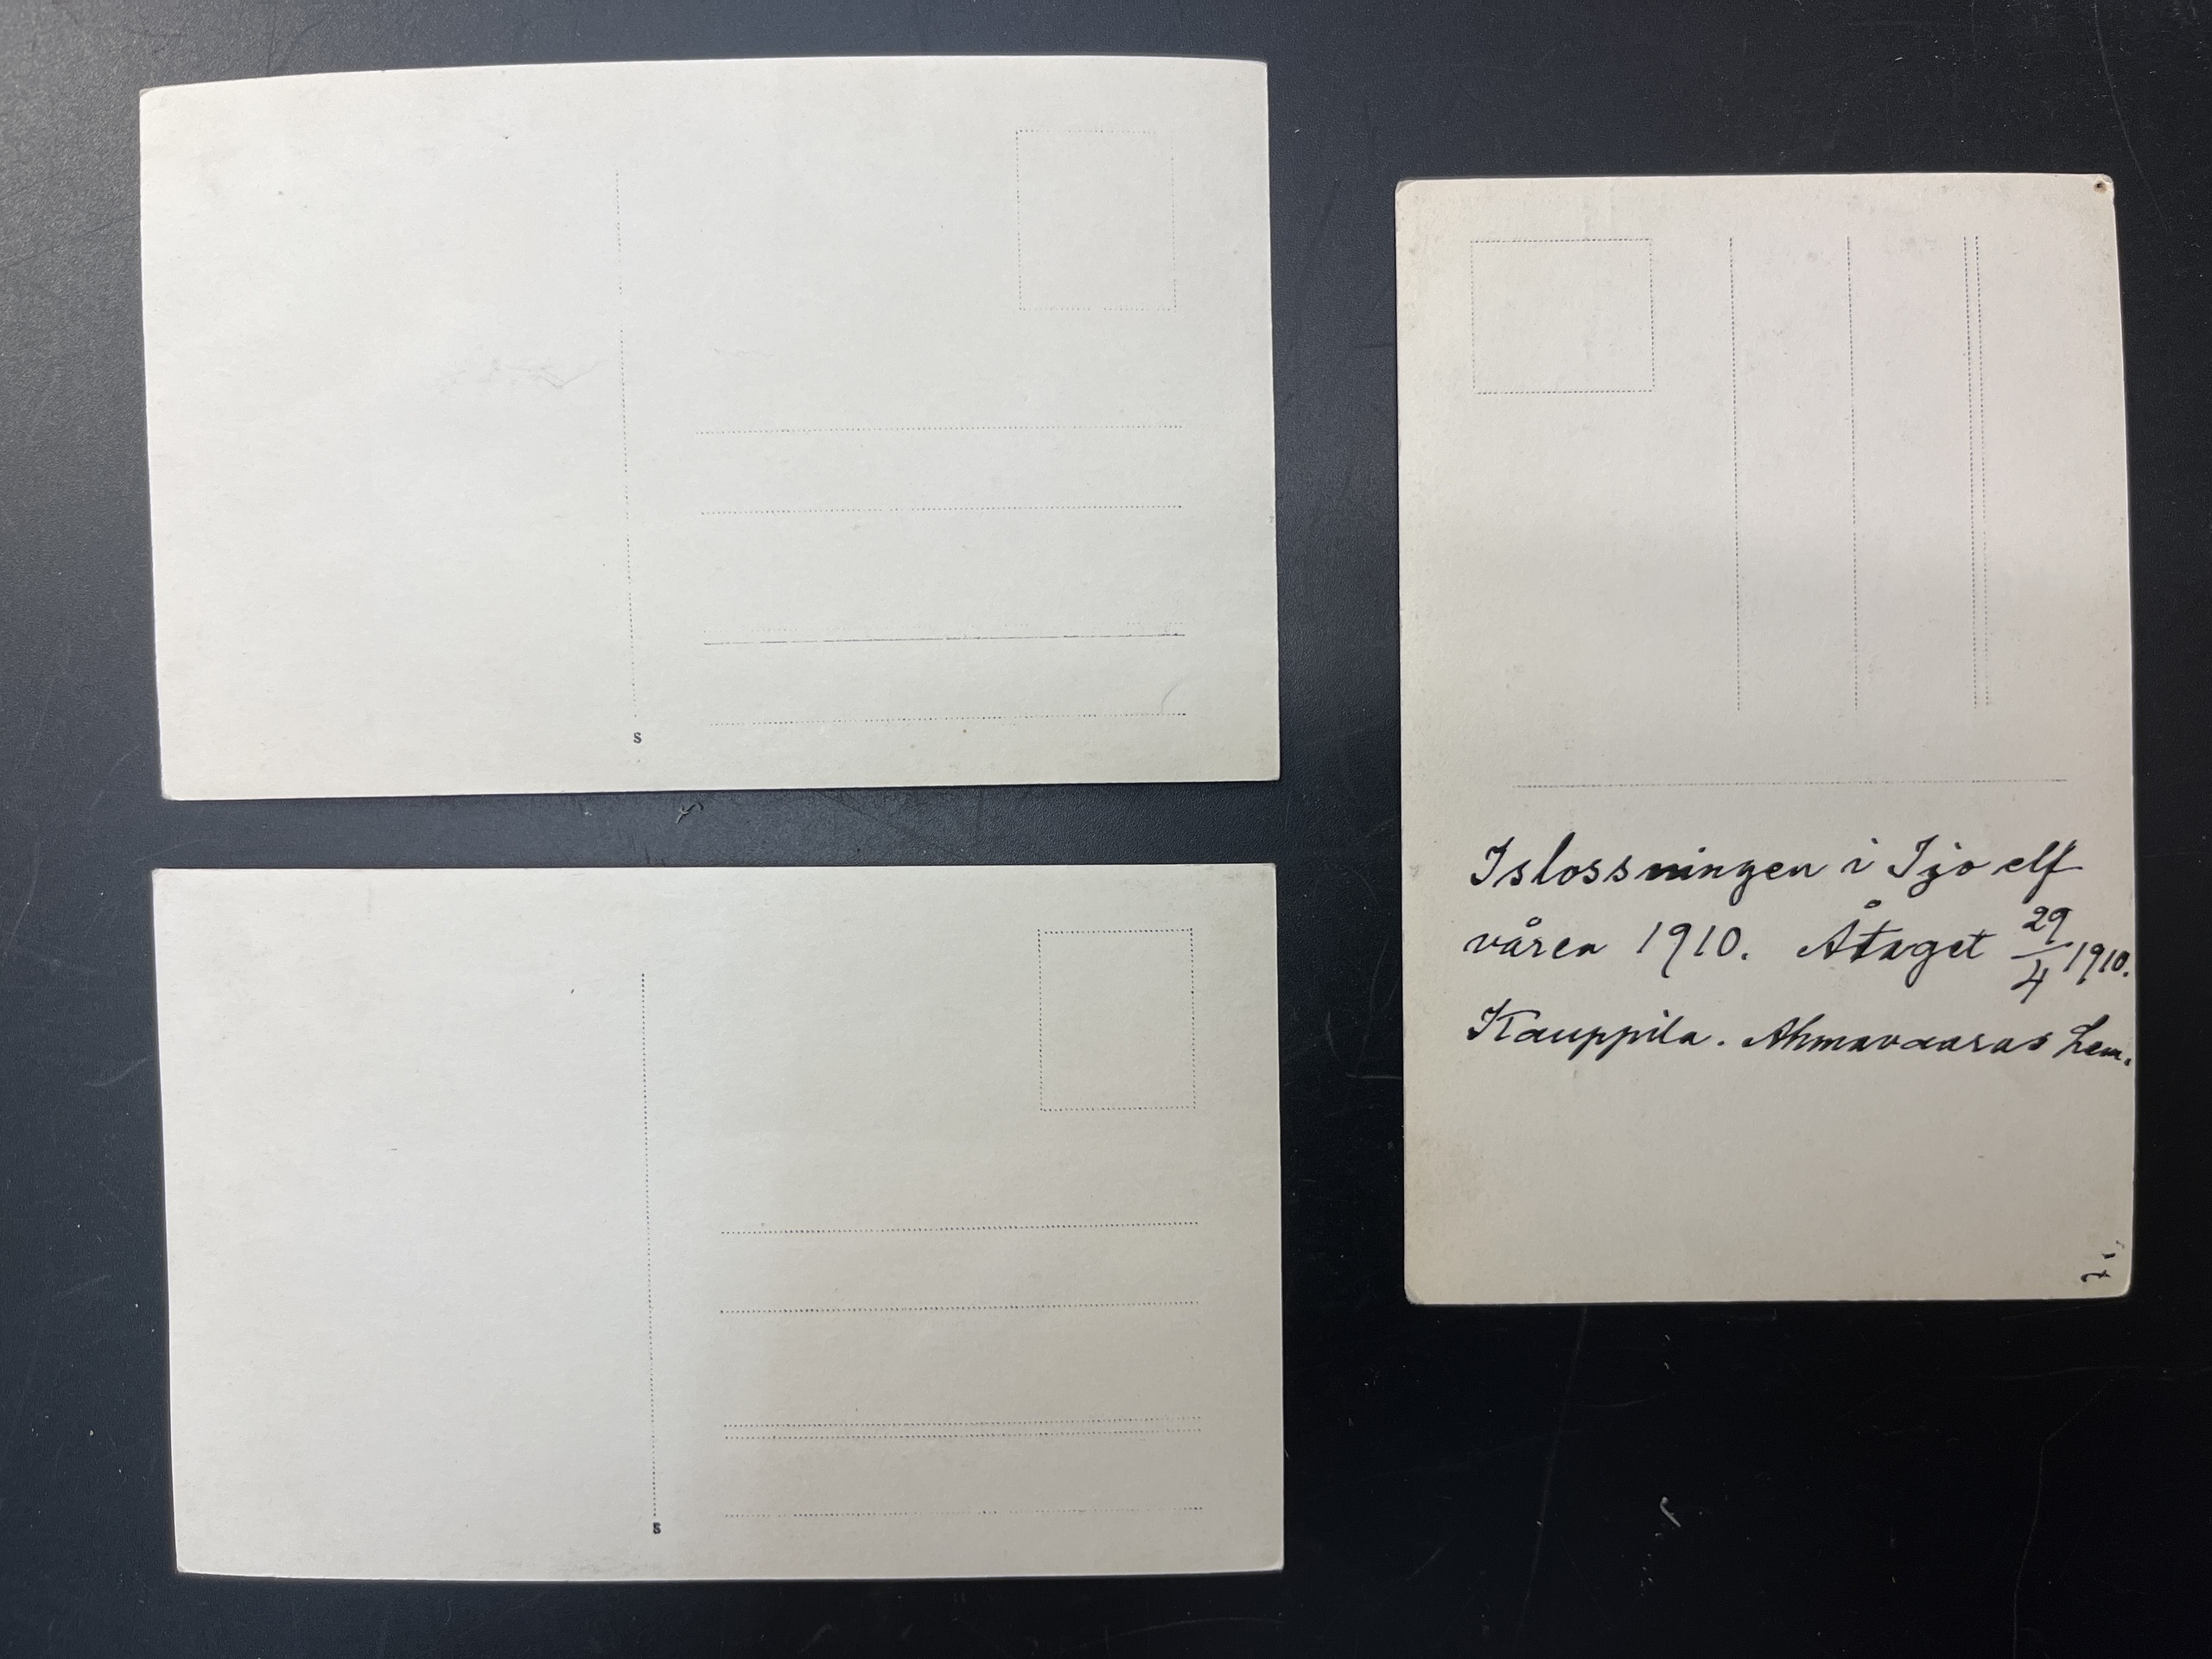 S
S
Islossningen i Ijo elf
våren 1910. Åtaget 29/4 1910.
Kauppila. Ahmavaaras hem.